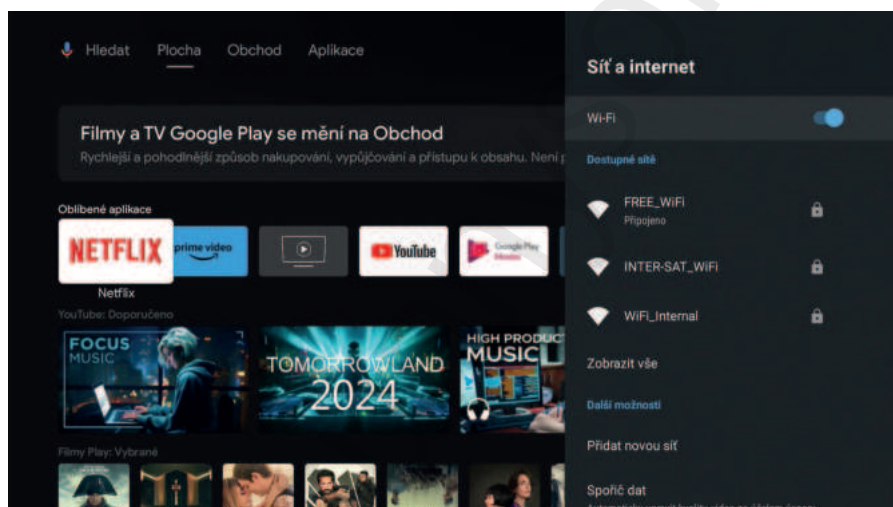 Hledat Plocha Obchod Aplikace
Filmy a TV Google Play se mění na Obchod
Rychlejší a pohodlnější způsob nakupování, vypůjčování a přístupu k obsahu. Není
Oblíbené aplikace
NETFLIX
prime video
YouTube
Google Play
Movies
Netflix
YouTube: Doporučeno
FOCUS
MUSIC
TOMORROWLAND
2024
HIGH PRODUCT
MUSIC
Filmy Play: Vybrané
Síť a internet
Wi-Fi
Dostupné sítě
FREE_WiFi
Připojeno
INTER-SAT_WiFi
WiFi_Internal
Zobrazit vše
Další možnosti
Přidat novou síť
Spořič dat